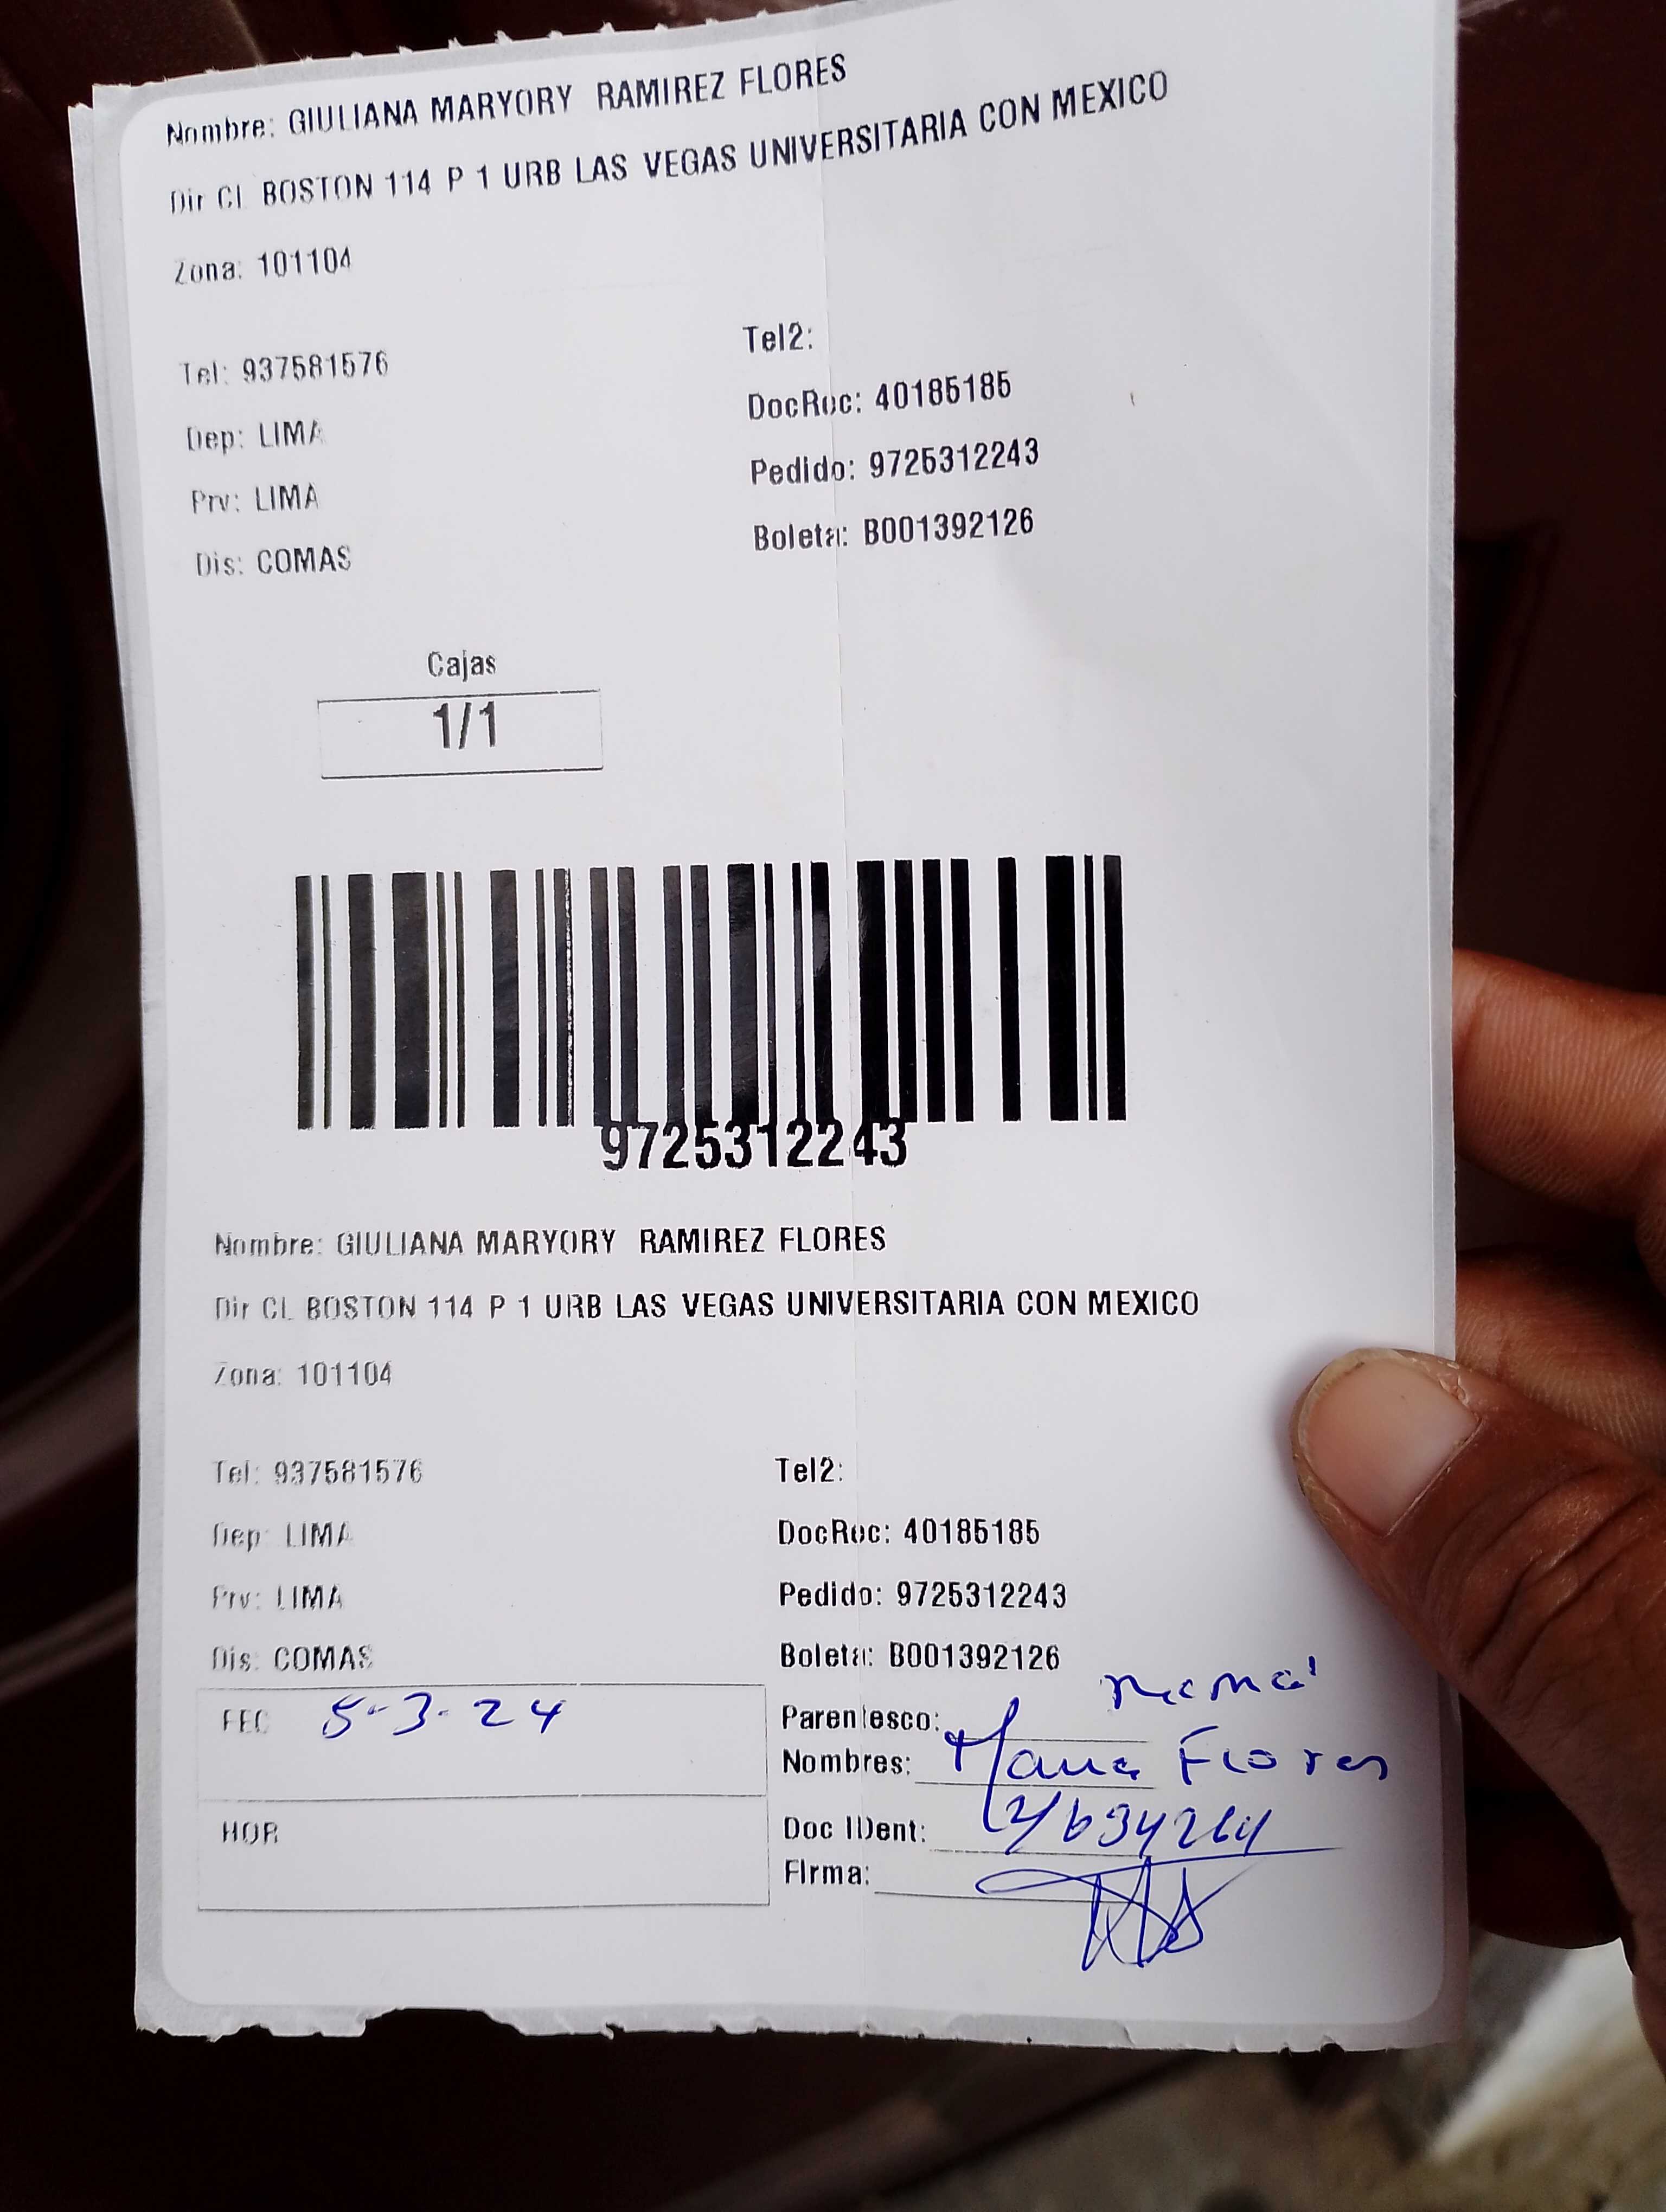 Nombre: GIULIANA MARYORY RAMIREZ FLORES
Dir CL BOSTON 114 P 1 URB LAS VEGAS UNIVERSITARIA CON MEXICO
Zona: 101104
Tel: 937581576 Tel2:
DocRec: 40185185
Dep: LIMA
Pedido: 9725312243
Prv: LIMA
Boleta: B001392126
Dis: COMAS
Cajas
1/1
9725312243
Nombre: GIULIANA MARYORY RAMIREZ FLORES
Dir CL BOSTON 114 P 1 URB LAS VEGAS UNIVERSITARIA CON MEXICO
Zona: 101104
Tel: 937581576 Tel2:
Dep: LIMA DocRec: 40185185
Prv: LIMA Pedido: 9725312243
Dis: COMAS Boleta: B001392126
FEC 5-3-24
Parentesco: mamá
Nombres: Maria Flores
HOR
Doc IDent:
FIrma: